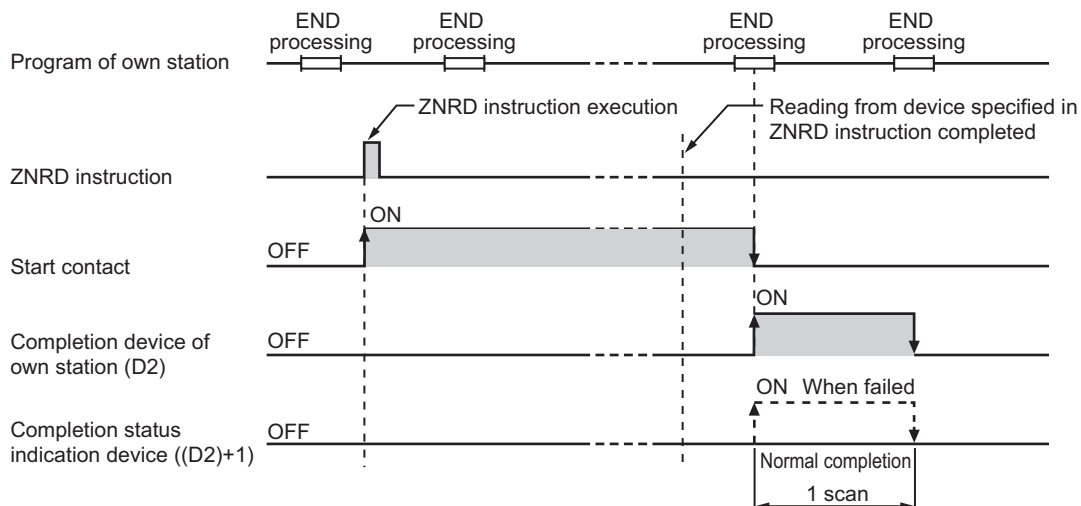 END
processing
END
processing
END
processing
END
processing
Program of own station
ZNRD instruction execution
Reading from device specified in
ZNRD instruction completed
ZNRD instruction
ON
OFF
Start contact
ON
Completion device of
own station (D2)
OFF
ON When failed
Completion status
indication device ((D2)+1)
OFF
Normal completion
1 scan